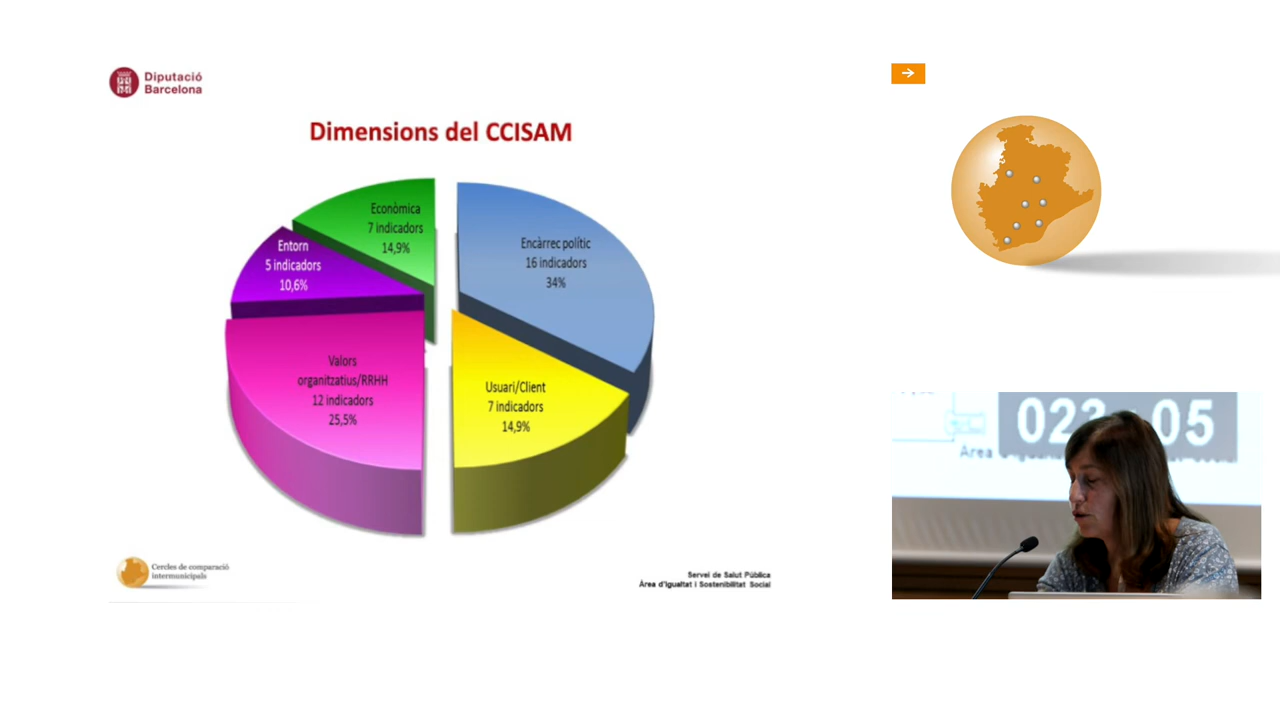 Diputació
Barcelona
Dimensions del CCISAM
Econòmica
7 indicadors
14,9%
Encàrrec polític
16 indicadors
34%
Entorn
5 indicadors
10,6%
Valors
organitzatius/RRHH
12 indicadors
25,5%
Usuari/Client
7 indicadors
14,9%
Cercles de comparació
intermunicipals
Servei de Salut Pública
Àrea d'Igualtat i Sostenibilitat Social
05
Àrea